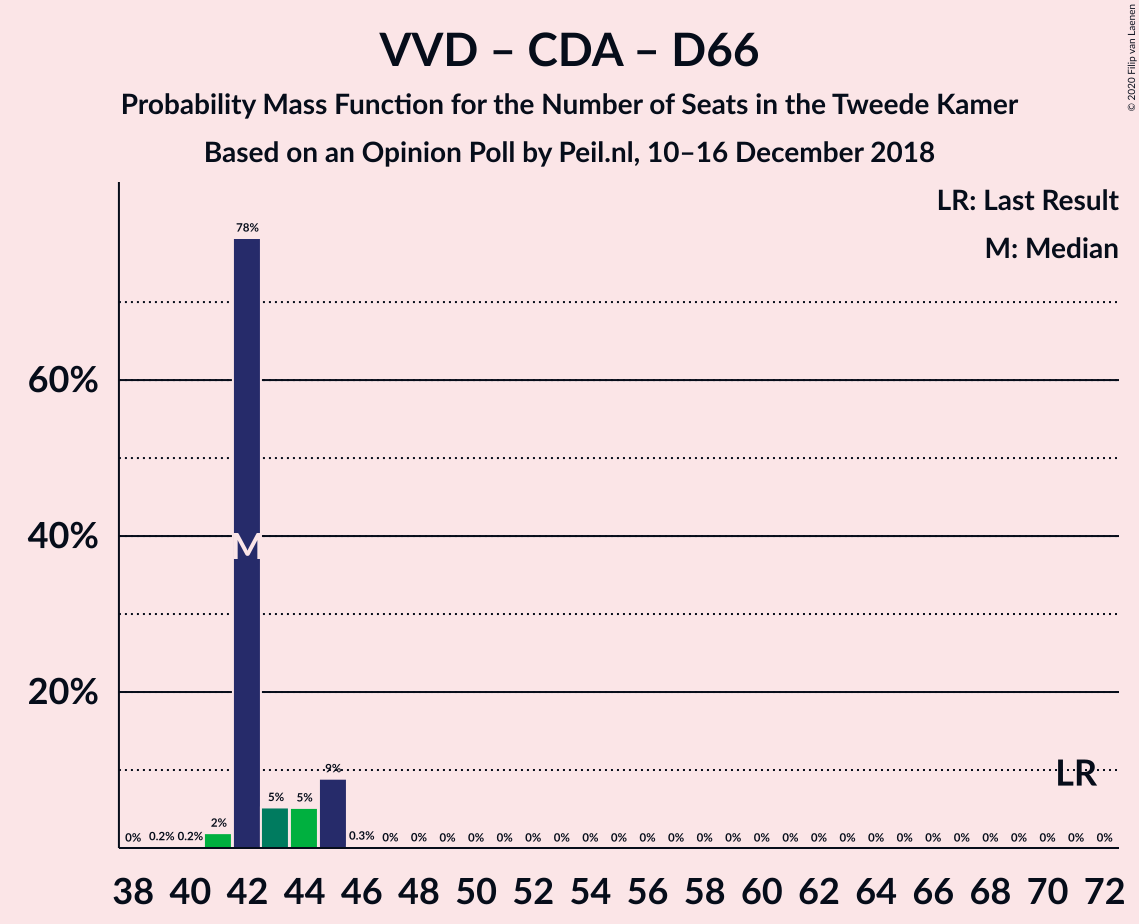 VVD – CDA – D66
Probability Mass Function for the Number of Seats in the Tweede Kamer
Based on an Opinion Poll by Peil.nl, 10–16 December 2018
© 2020 Filip van Laenen
LR: Last Result
M: Median
78%
60%
40%
M
20%
LR
0% 0.2% 0.2% 2% 5% 5% 9% 0.3% 0% 0% 0% 0% 0% 0% 0% 0% 0% 0% 0% 0% 0% 0% 0% 0% 0% 0% 0% 0% 0% 0% 0% 0% 0% 0%
38 40 42 44 46 48 50 52 54 56 58 60 62 64 66 68 70 72